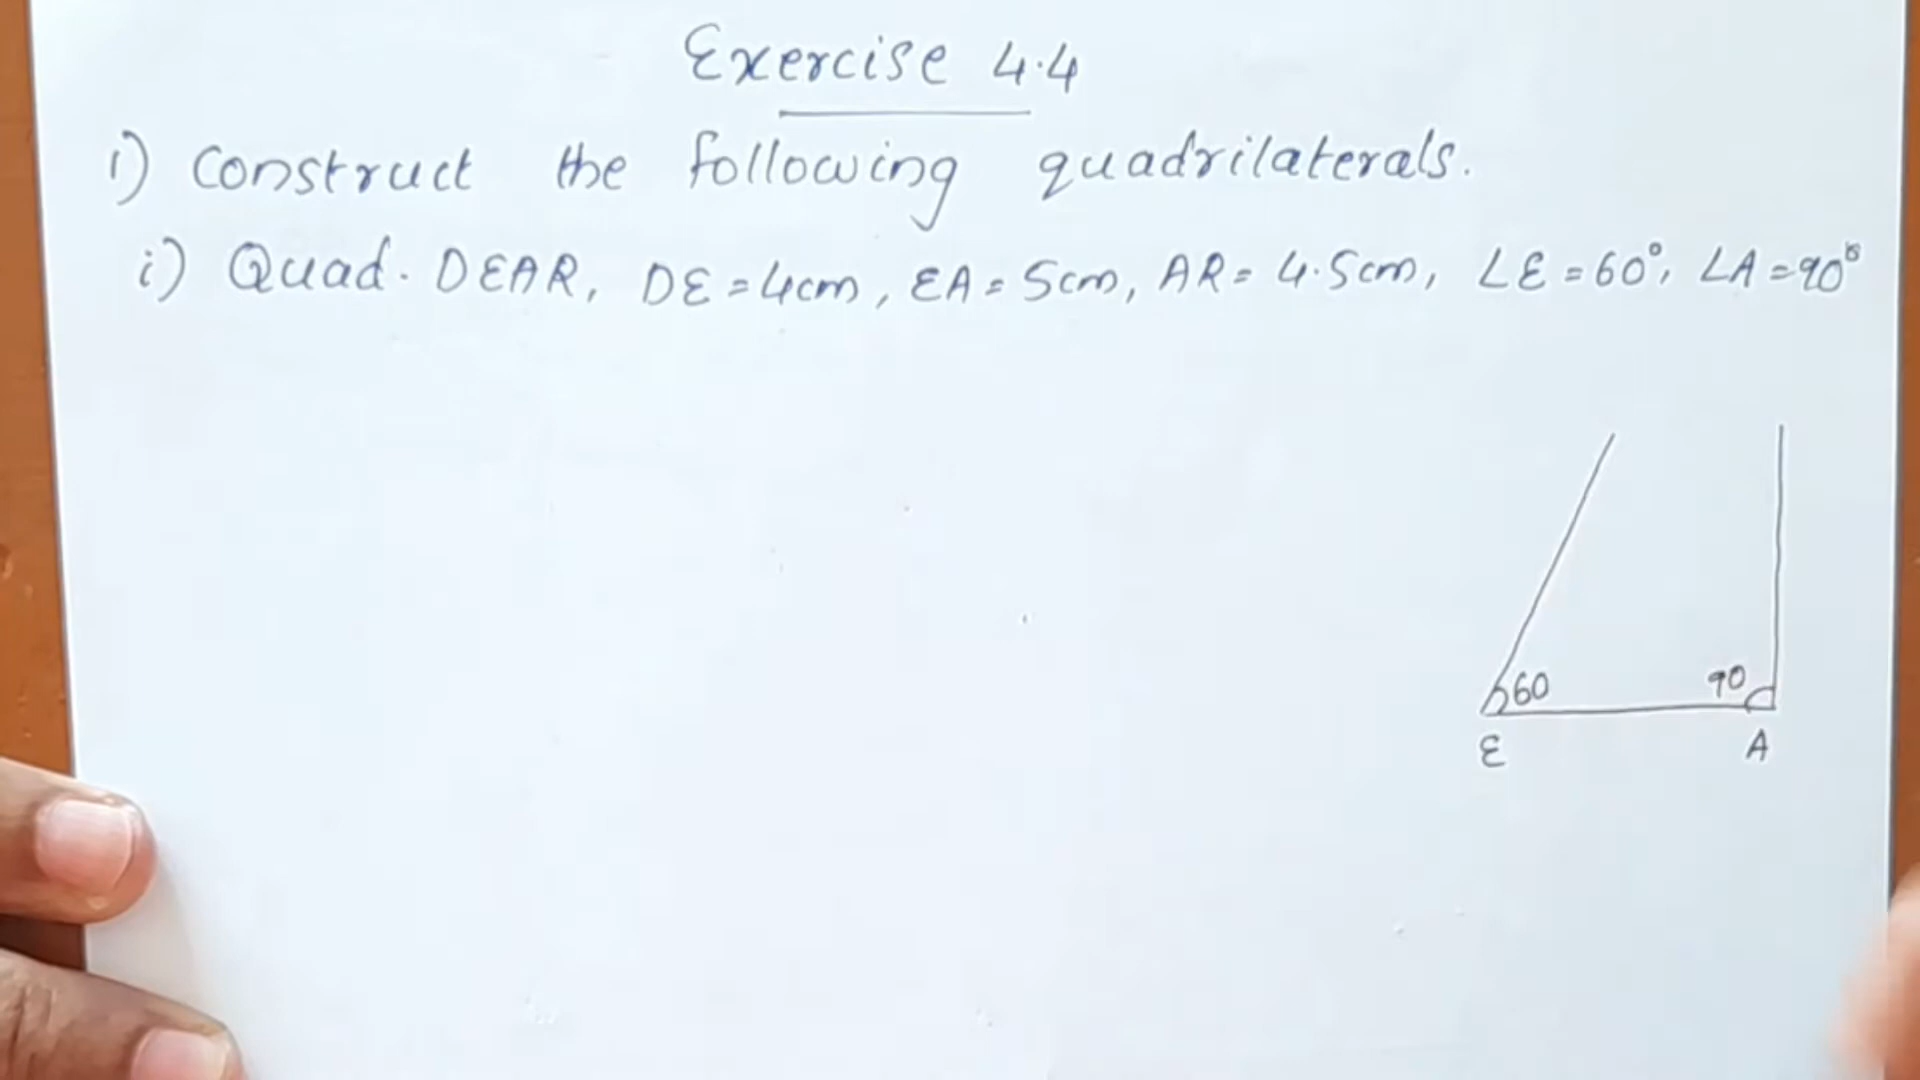 Exercise 4.4
1) Construct the following quadrilaterals.
i) Quad. DEAR, DE = 4cm, EA = 5cm, AR = 4.5cm, ∠E = 60°, ∠A = 90°
60 90
E A